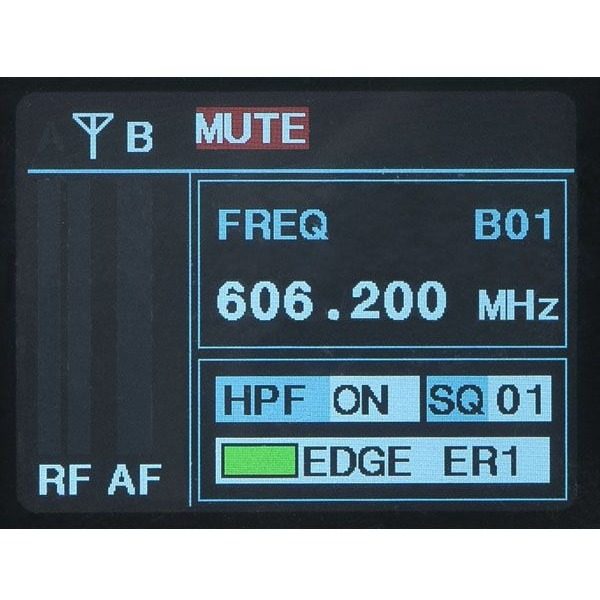 B MUTE
FREQ B01
606.200 MHz
HPF ON SQ 01
EDGE ER1
RF AF